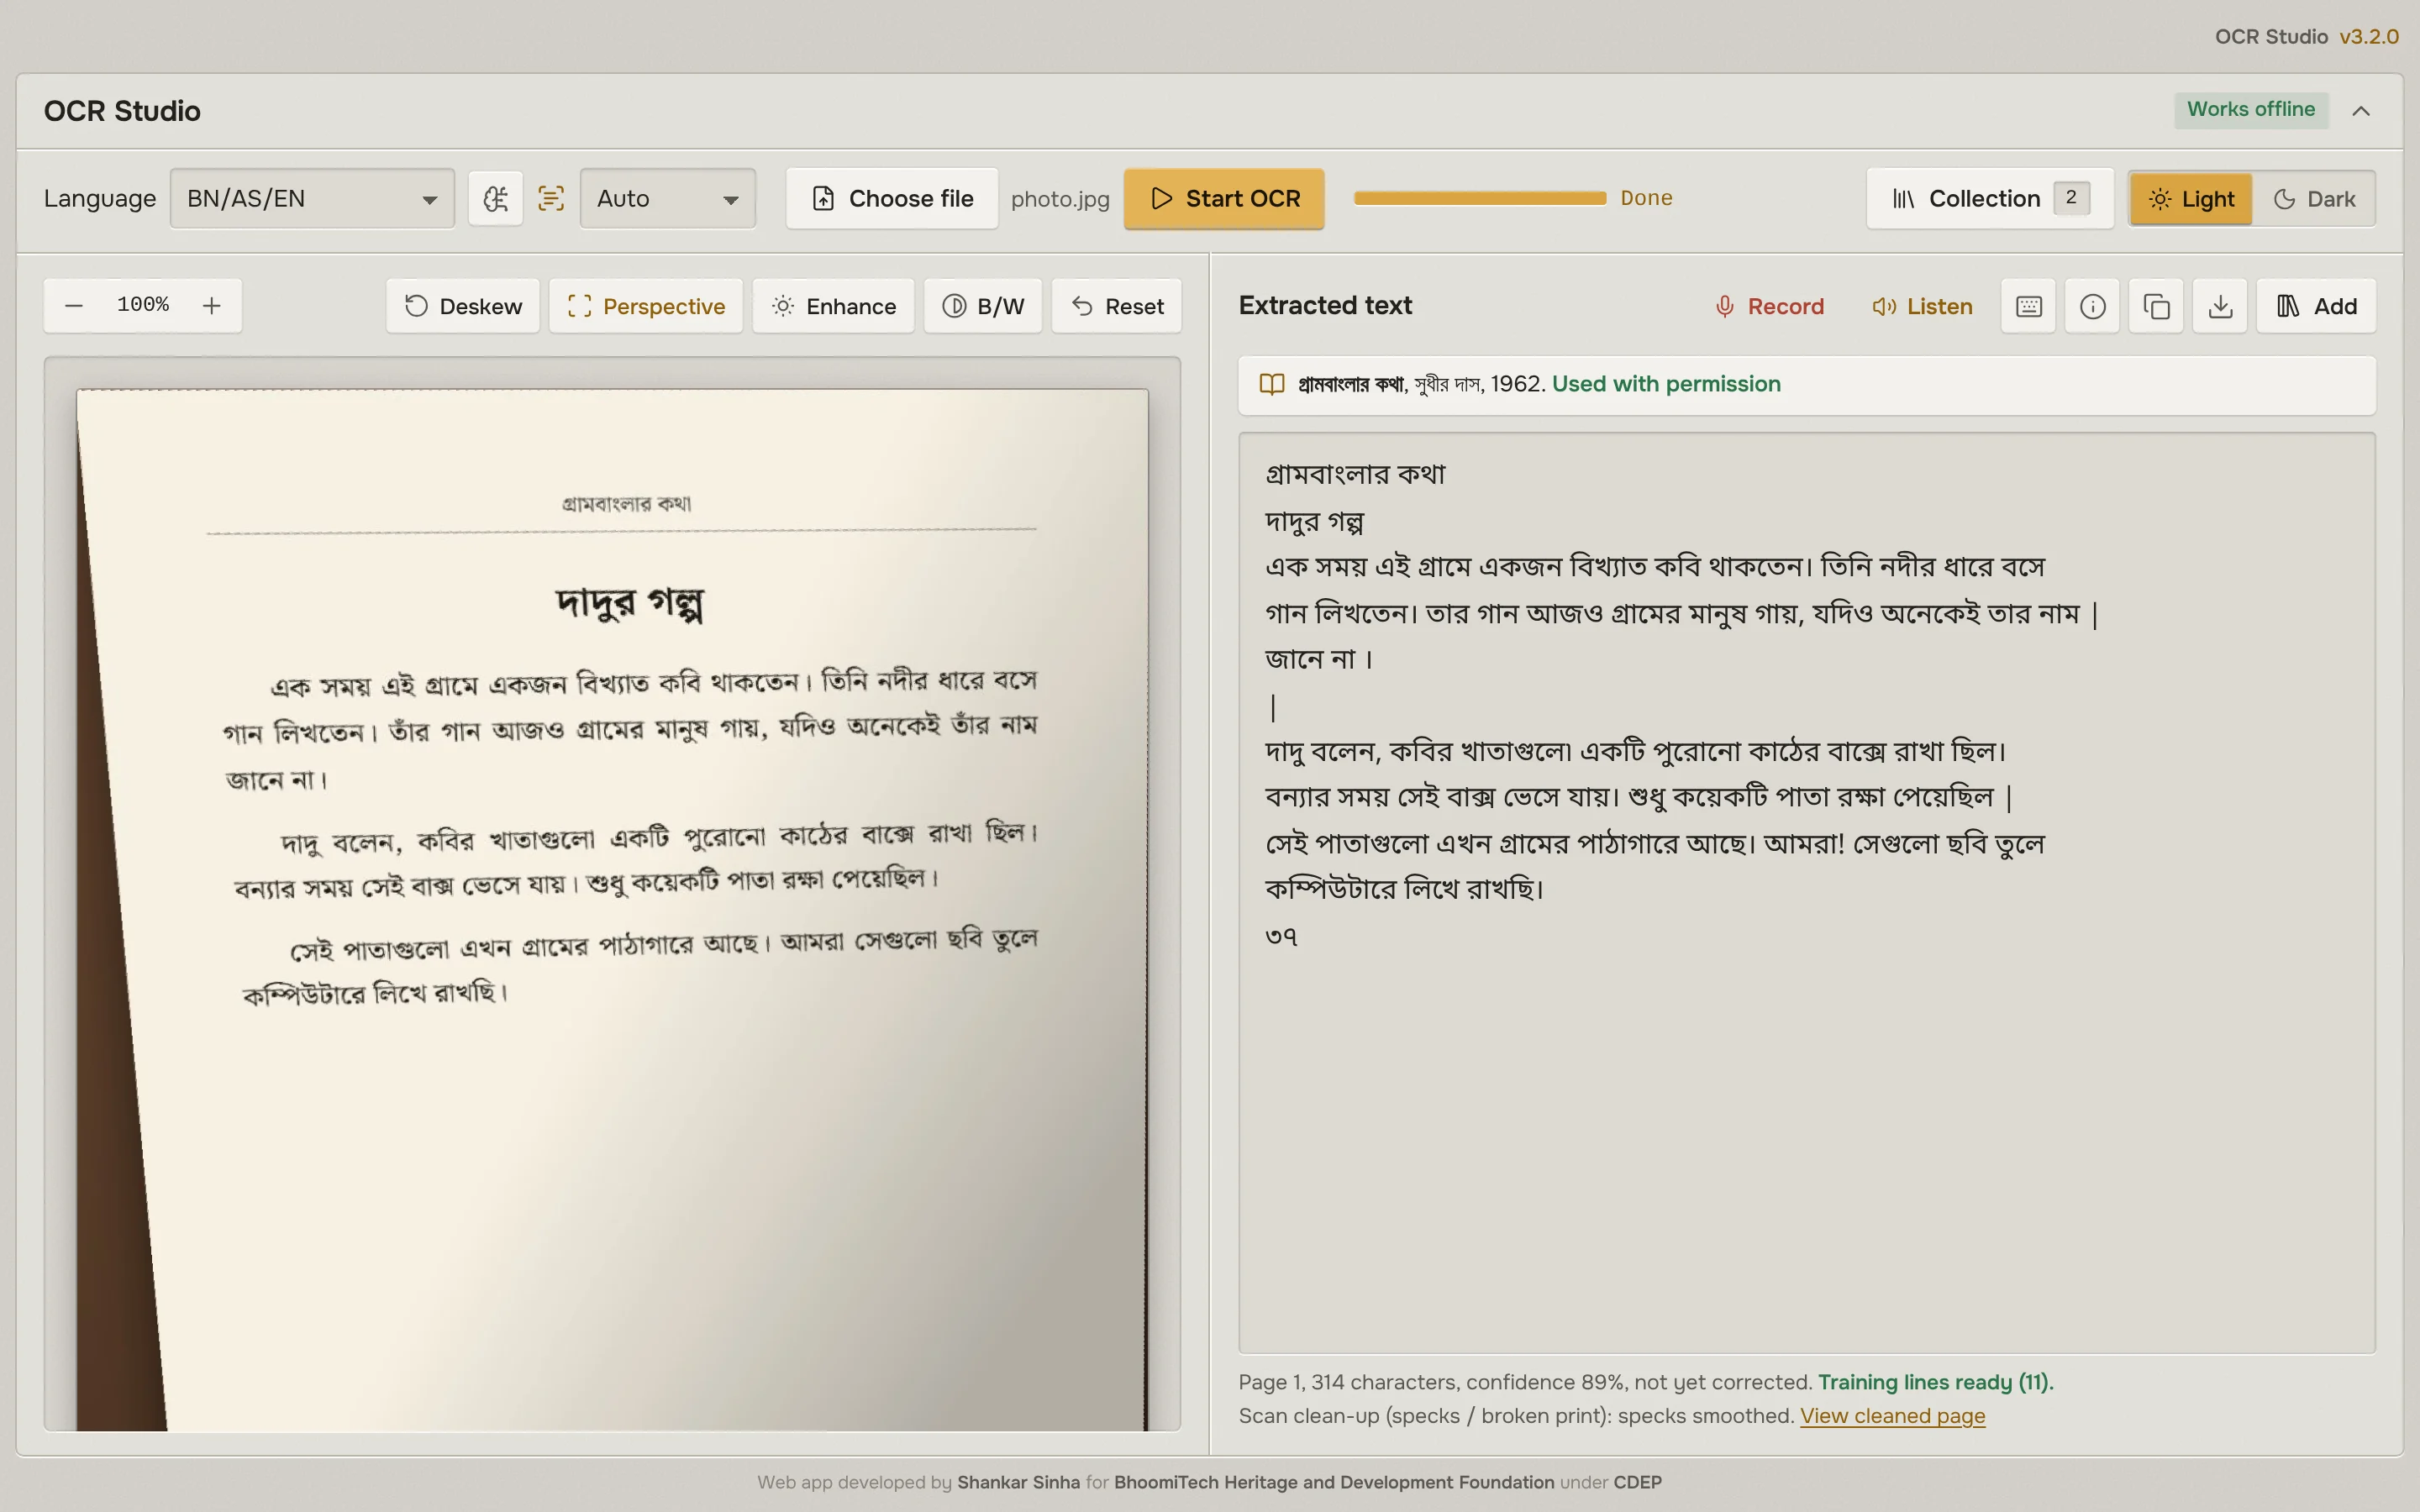 OCR Studio v3.2.0
OCR Studio
Works offline
Language BN/AS/EN Auto Choose file photo.jpg Start OCR Done Collection 2 Light Dark
100% Deskew Perspective Enhance B/W Reset
গ্রামবাংলার কথা
দাদুর গল্প
এক সময় এই গ্রামে একজন বিখ্যাত কবি থাকতেন। তিনি নদীর ধারে বসে
গান লিখতেন। তাঁর গান আজও গ্রামের মানুষ গায়, যদিও অনেকেই তাঁর নাম
জানে না।
দাদু বলেন, কবির খাতাগুলো একটি পুরোনো কাঠের বাক্সে রাখা ছিল।
বন্যার সময় সেই বাক্স ভেসে যায়। শুধু কয়েকটি পাতা রক্ষা পেয়েছিল।
সেই পাতাগুলো এখন গ্রামের পাঠাগারে আছে। আমরা সেগুলো ছবি তুলে
কম্পিউটারে লিখে রাখছি।
Extracted text Record Listen Add
গ্রামবাংলার কথা, সুধীর দাস, 1962. Used with permission
গ্রামবাংলার কথা
দাদুর গল্প
এক সময় এই গ্রামে একজন বিখ্যাত কবি থাকতেন। তিনি নদীর ধারে বসে
গান লিখতেন। তার গান আজও গ্রামের মানুষ গায়, যদিও অনেকেই তার নাম |
জানে না ।
|
দাদু বলেন, কবির খাতাগুলো একটি পুরোনো কাঠের বাক্সে রাখা ছিল।
বন্যার সময় সেই বাক্স ভেসে যায়। শুধু কয়েকটি পাতা রক্ষা পেয়েছিল |
সেই পাতাগুলো এখন গ্রামের পাঠাগারে আছে। আমরা! সেগুলো ছবি তুলে
কম্পিউটারে লিখে রাখছি।
৩৭
Page 1, 314 characters, confidence 89%, not yet corrected. Training lines ready (11).
Scan clean-up (specks / broken print): specks smoothed. View cleaned page
Web app developed by Shankar Sinha for BhoomiTech Heritage and Development Foundation under CDEP